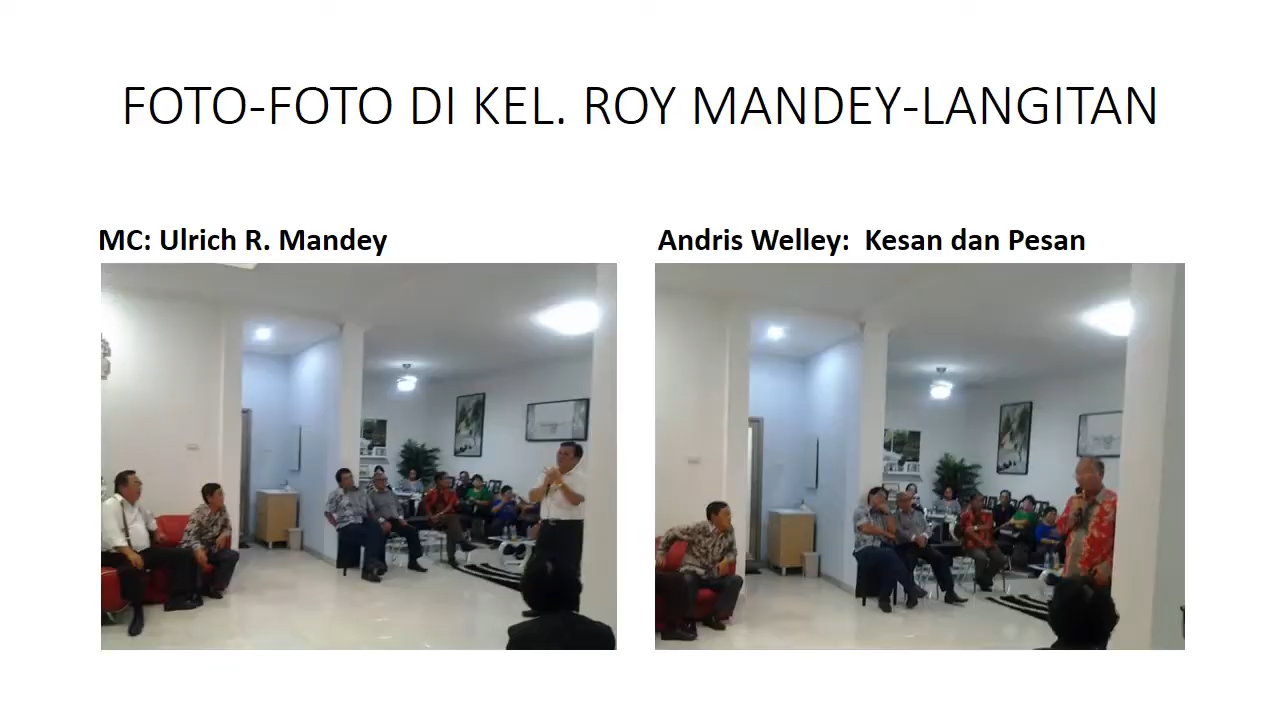 FOTO-FOTO DI KEL. ROY MANDEY-LANGITAN
MC: Ulrich R. Mandey
Andris Welley:  Kesan dan Pesan